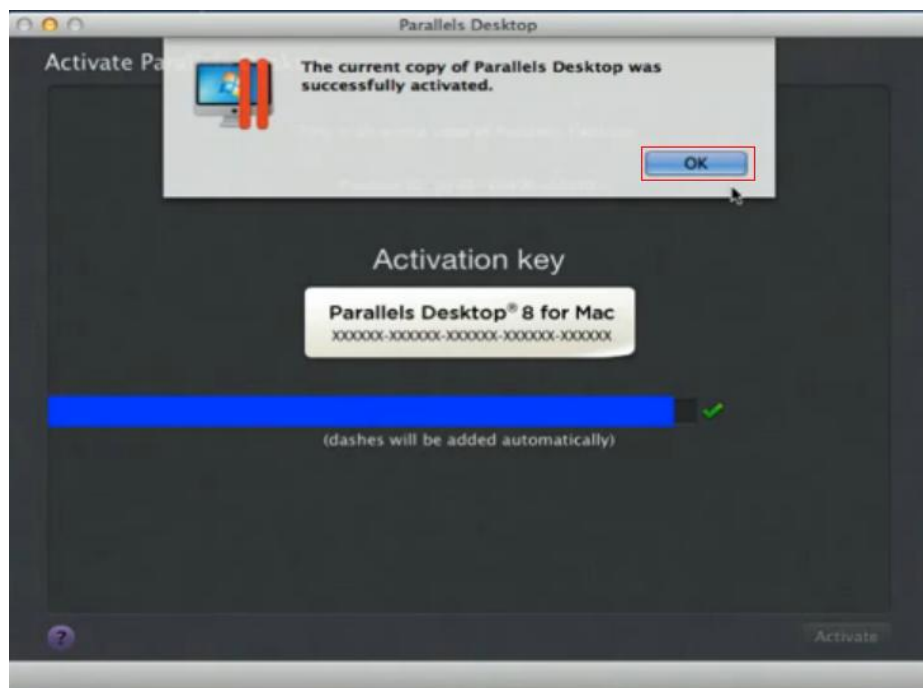 Parallels Desktop
Activate Pa
The current copy of Parallels Desktop was
successfully activated.
OK
Activation key
Parallels Desktop® 8 for Mac
XXXXXX-XXXXXX-XXXXXX-XXXXXX-XXXXXX
(dashes will be added automatically)
?
Activate